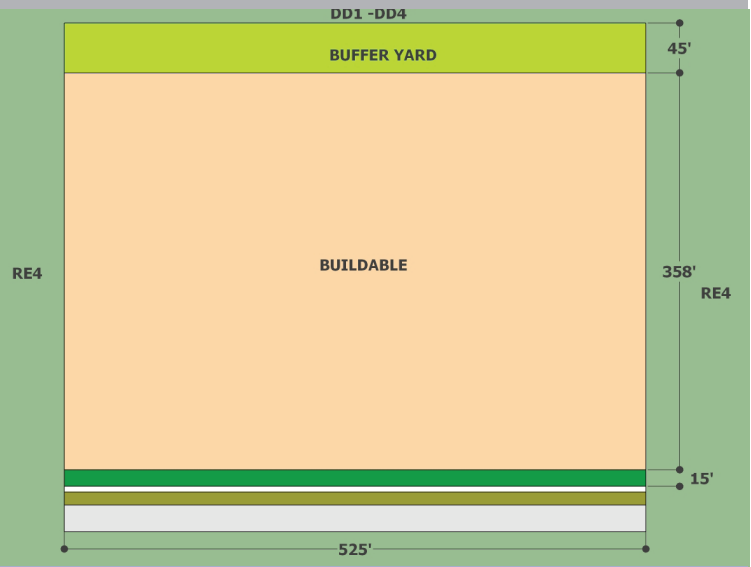 DD1 -DD4
BUFFER YARD
45'
BUILDABLE
RE4
358'
RE4
15'
525'